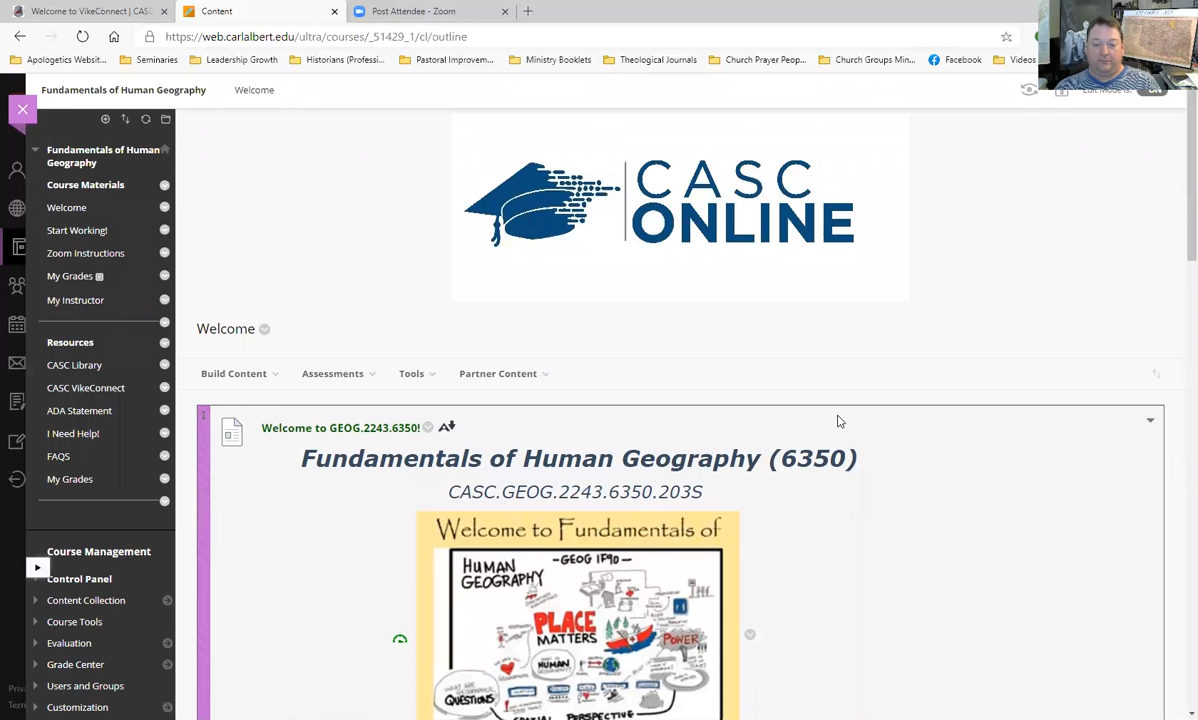 Welcome to VikeConnect | CASC
Content
Post Attendee - Zoom
https://web.carlalbert.edu/ultra/courses/_51429_1/cl/outline
Apologetics Websit...
Seminaries
Leadership Growth
Historians (Professi...
Pastoral Improvem...
Ministry Booklets
Theological Journals
Church Prayer Peop...
Church Groups Min...
Facebook
Videos
Fundamentals of Human Geography
Welcome
Edit Mode is:
ON
Fundamentals of Human
Geography
Course Materials
Welcome
Start Working!
Zoom Instructions
My Grades
My Instructor
Resources
CASC Library
CASC VikeConnect
ADA Statement
I Need Help!
FAQS
My Grades
Course Management
Control Panel
Content Collection
Course Tools
Evaluation
Grade Center
Users and Groups
Customization
CASC
ONLINE
Welcome
Build Content
Assessments
Tools
Partner Content
Welcome to GEOG.2243.6350!
Fundamentals of Human Geography (6350)
CASC.GEOG.2243.6350.203S
Welcome to Fundamentals of
HUMAN
GEOGRAPHY
-GEOG 1F90-
PLACE
MATTERS
POWER
HUMAN
QUESTIONS
SPATIAL PERSPECTIVE